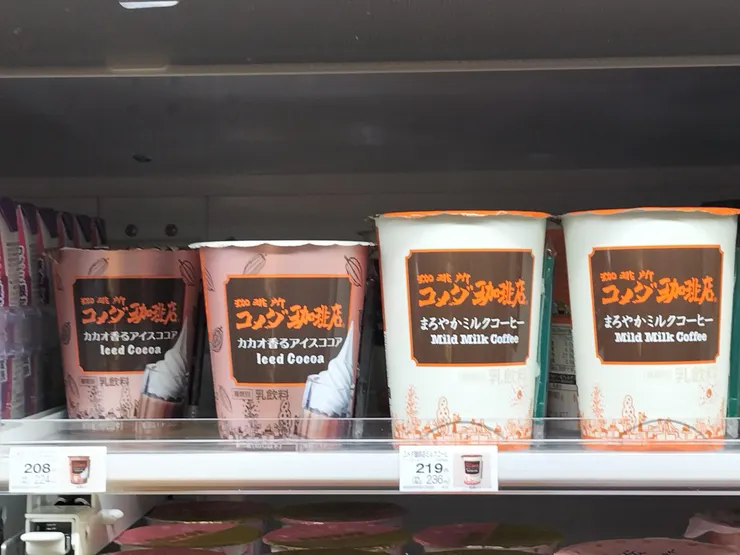 珈琲所
コメダ珈琲店
カカオ香るアイスココア
Iced Cocoa
乳飲料
珈琲所
コメダ珈琲店
カカオ香るアイスココア
Iced Cocoa
乳飲料
珈琲所
コメダ珈琲店
まろやかミルクコーヒー
Mild Milk Coffee
乳飲料
珈琲所
コメダ珈琲店
まろやかミルクコーヒー
Mild Milk Coffee
乳飲料
208
224
219
236